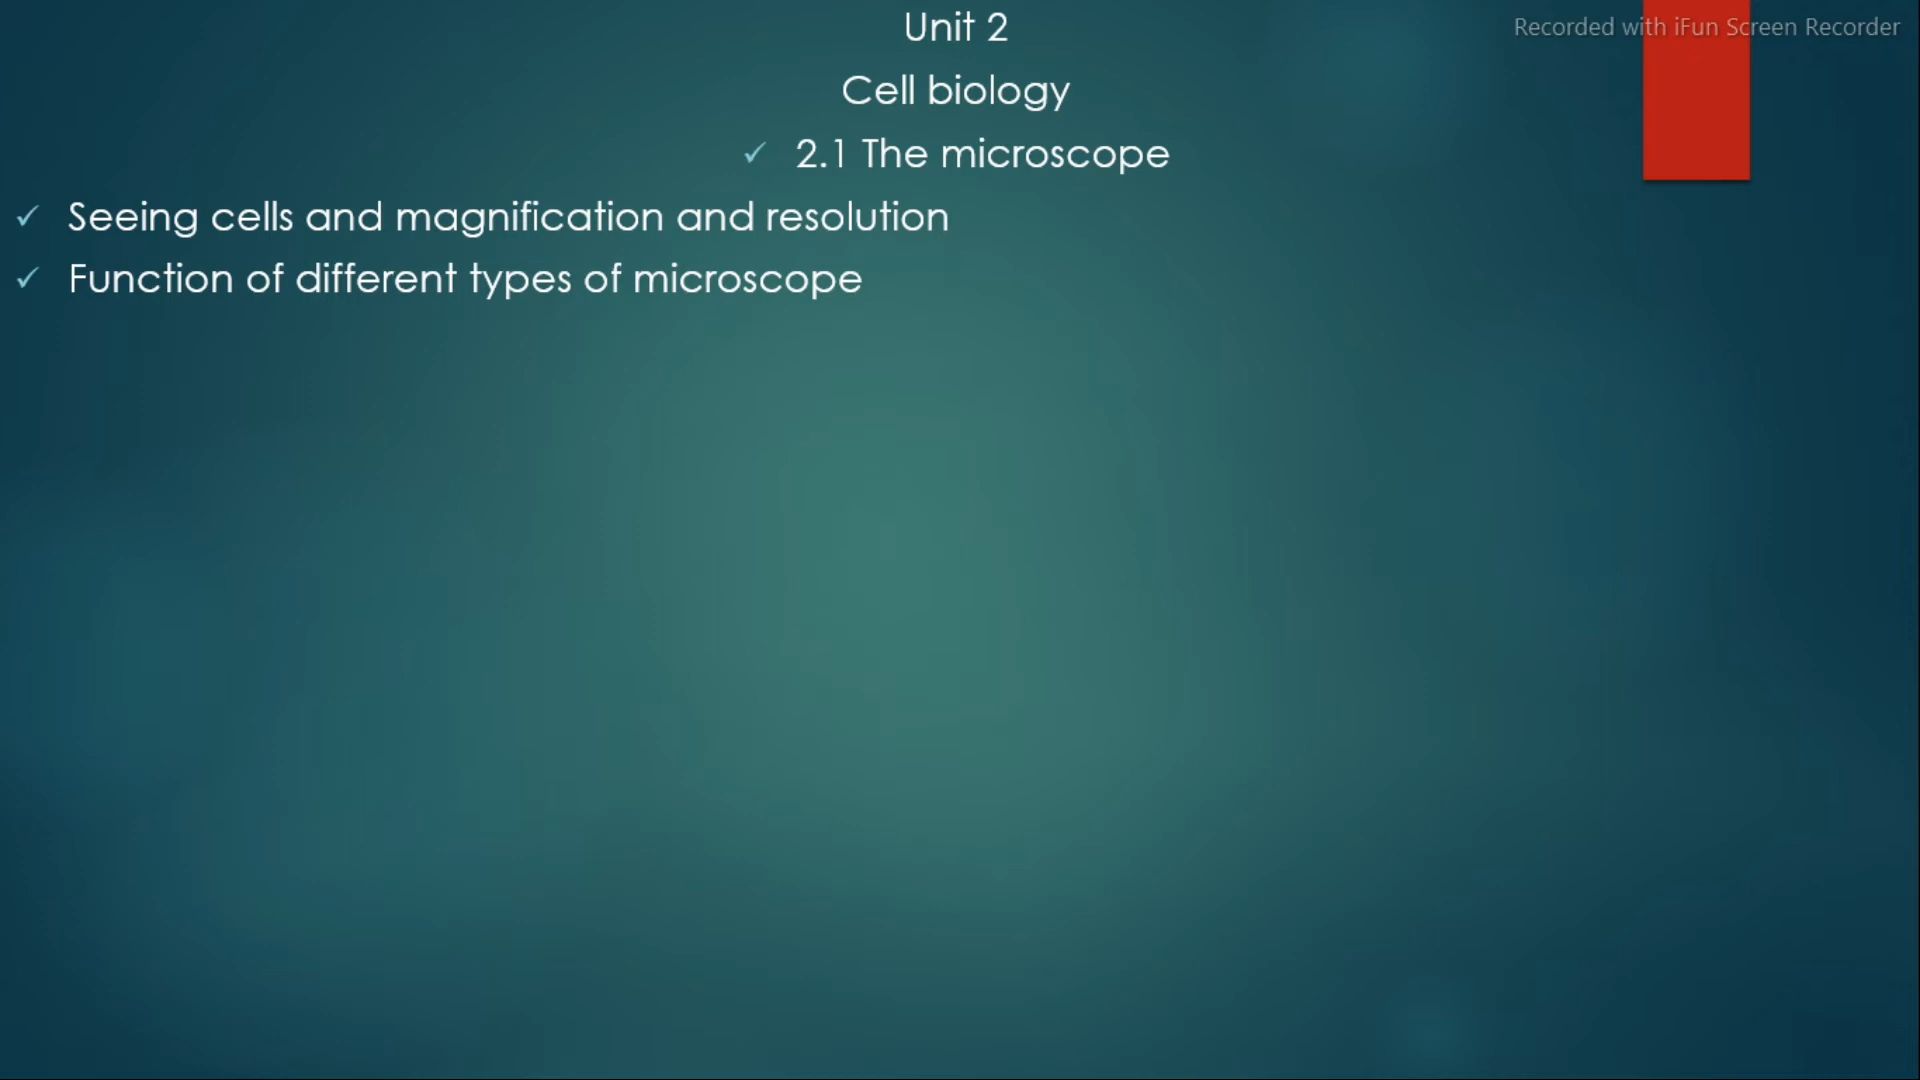 Unit 2
Recorded with iFun Screen Recorder
Cell biology
✓ 2.1 The microscope
✓ Seeing cells and magnification and resolution
✓ Function of different types of microscope